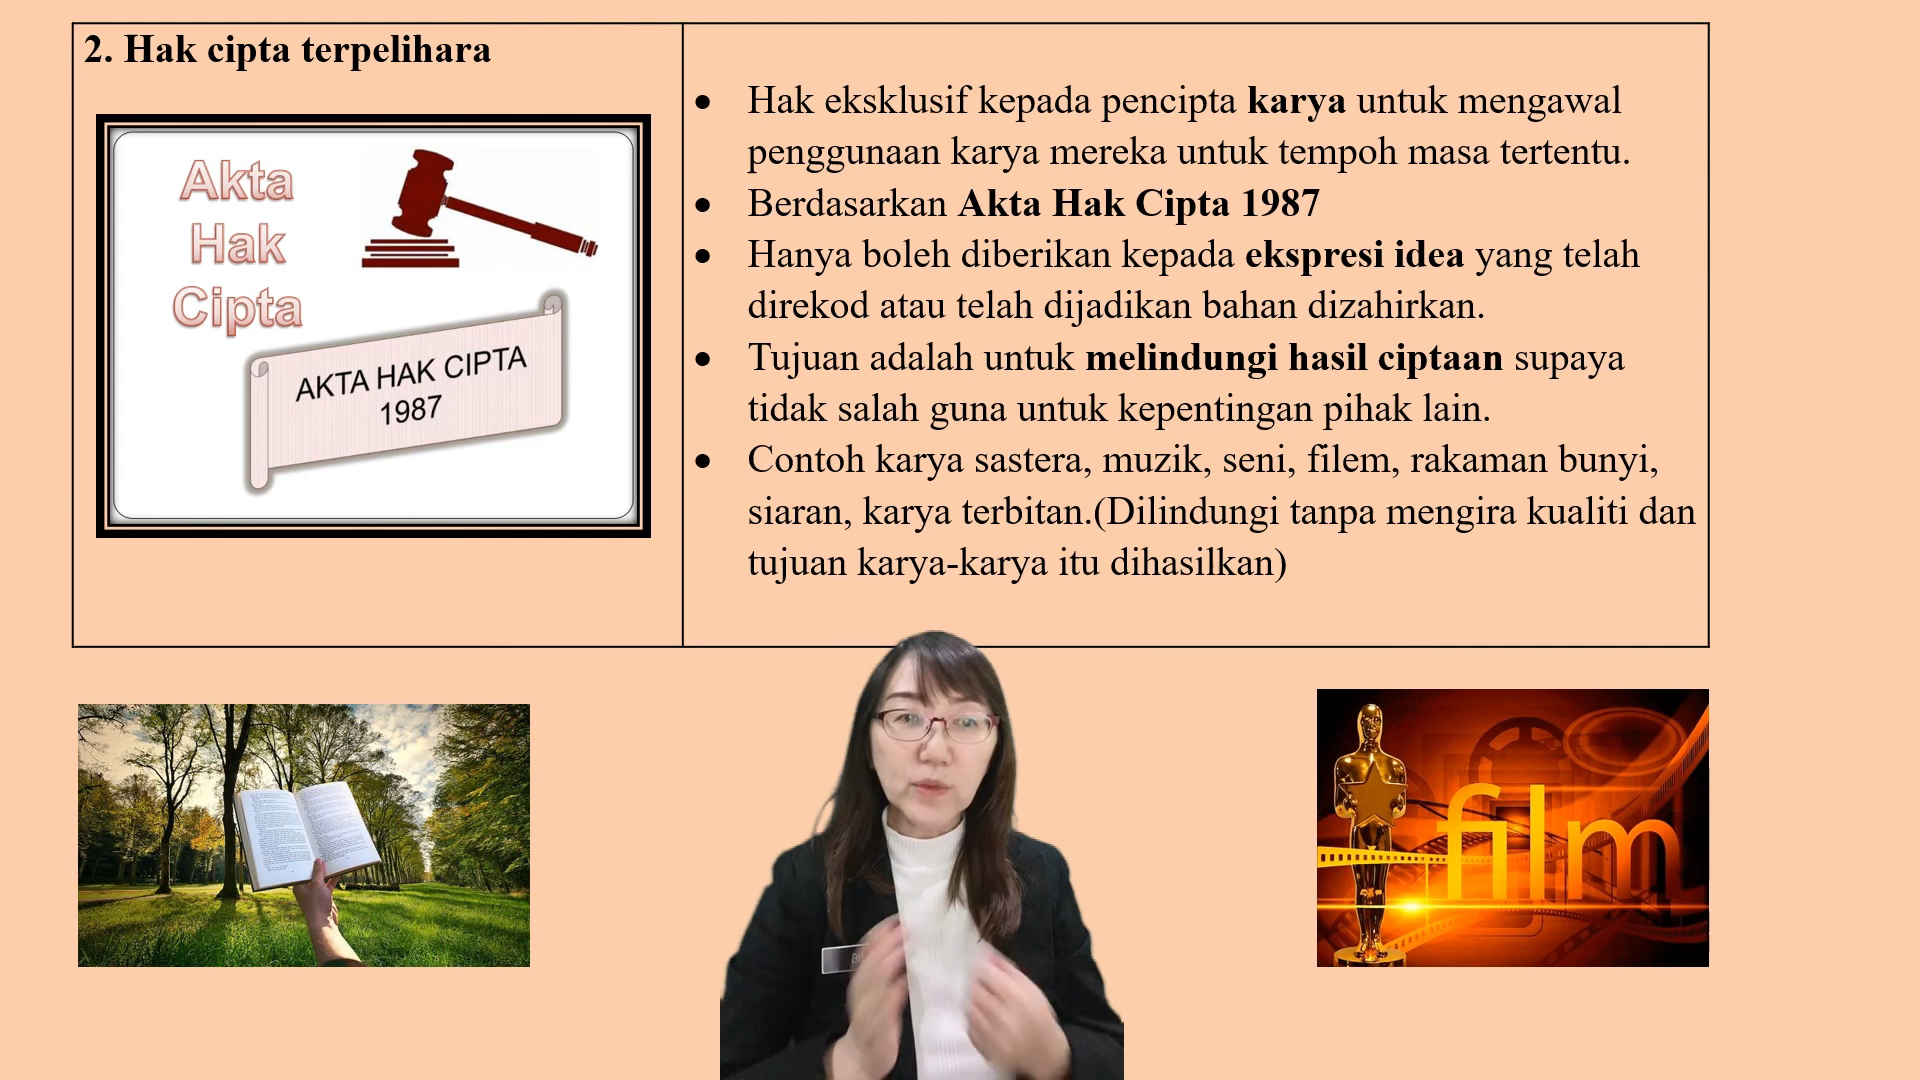 2. Hak cipta terpelihara
Akta
Hak
Cipta
AKTA HAK CIPTA
1987
• Hak eksklusif kepada pencipta karya untuk mengawal
penggunaan karya mereka untuk tempoh masa tertentu.
• Berdasarkan Akta Hak Cipta 1987
• Hanya boleh diberikan kepada ekspresi idea yang telah
direkod atau telah dijadikan bahan dizahirkan.
• Tujuan adalah untuk melindungi hasil ciptaan supaya
tidak salah guna untuk kepentingan pihak lain.
• Contoh karya sastera, muzik, seni, filem, rakaman bunyi,
siaran, karya terbitan.(Dilindungi tanpa mengira kualiti dan
tujuan karya-karya itu dihasilkan)
film